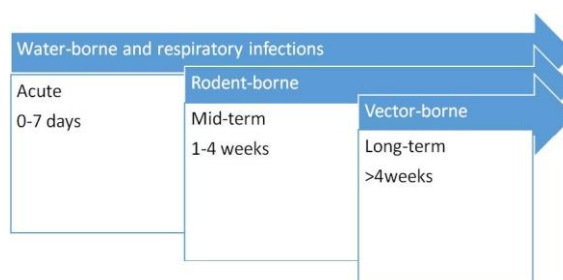 Water-borne and respiratory infections
Acute
0-7 days
Rodent-borne
Mid-term
1-4 weeks
Vector-borne
Long-term
>4weeks